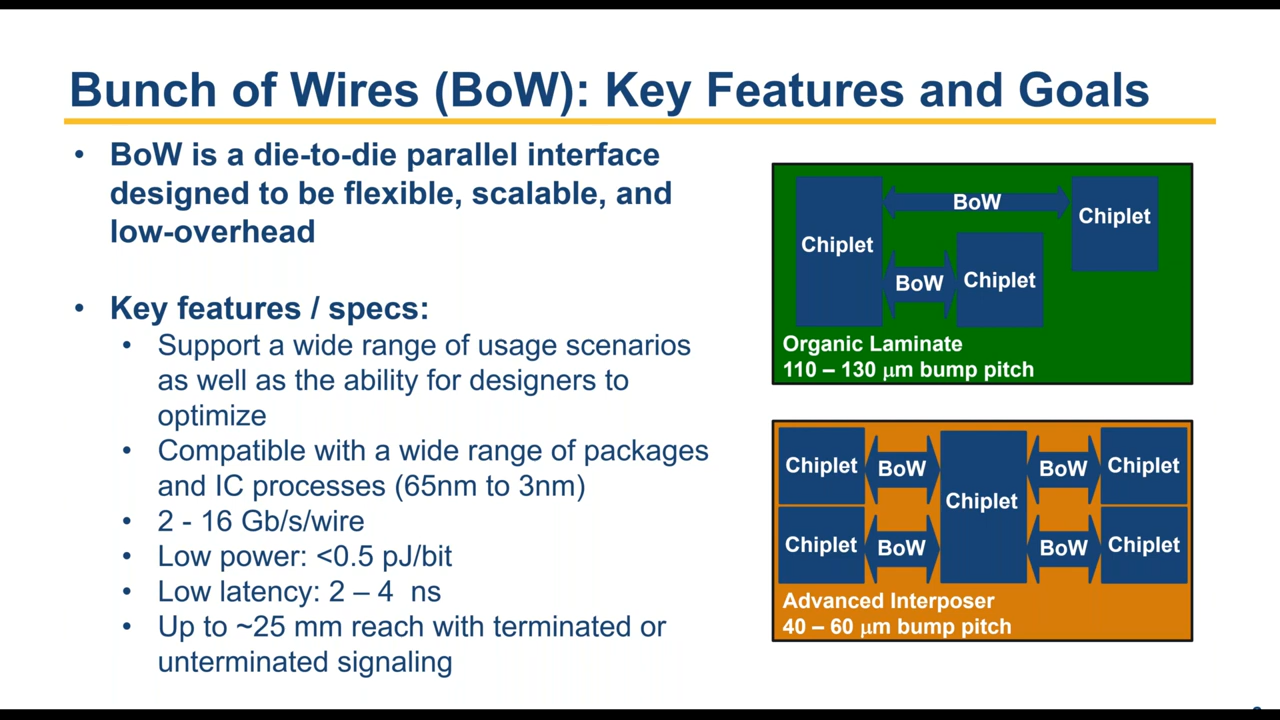 Bunch of Wires (BoW): Key Features and Goals
• BoW is a die-to-die parallel interface
designed to be flexible, scalable, and
low-overhead
• Key features / specs:
• Support a wide range of usage scenarios
as well as the ability for designers to
optimize
• Compatible with a wide range of packages
and IC processes (65nm to 3nm)
• 2 - 16 Gb/s/wire
• Low power: <0.5 pJ/bit
• Low latency: 2 – 4 ns
• Up to ~25 mm reach with terminated or
unterminated signaling
BoW
Chiplet
Chiplet
BoW
Chiplet
Organic Laminate
110 – 130 μm bump pitch
Chiplet
BoW
Chiplet
BoW
Chiplet
Chiplet
BoW
BoW
Chiplet
Advanced Interposer
40 – 60 μm bump pitch